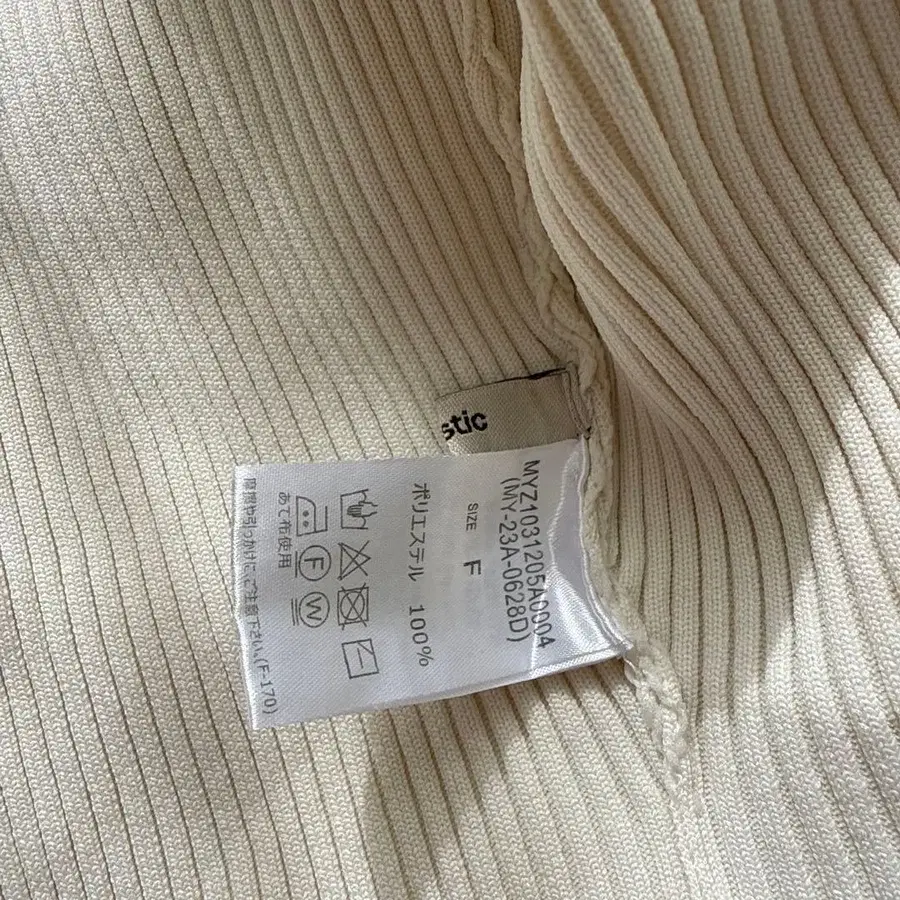 stic
MYZ1031205A0004
(MY-23A-0628D)
SIZE F
ポリエステル 100%
F W
あて布使用
摩擦や引っかけにご注意下さい。(F-170)